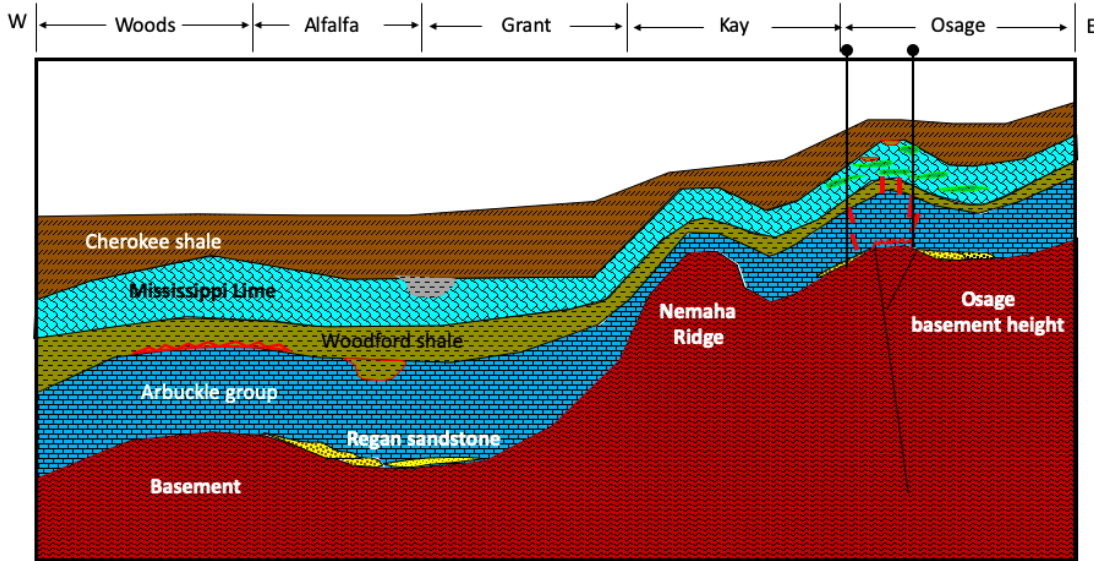 W
Woods
Alfalfa
Grant
Kay
Osage
E
Cherokee shale
Mississippi Lime
Woodford shale
Arbuckle group
Regan sandstone
Basement
Nemaha
Ridge
Osage
basement height